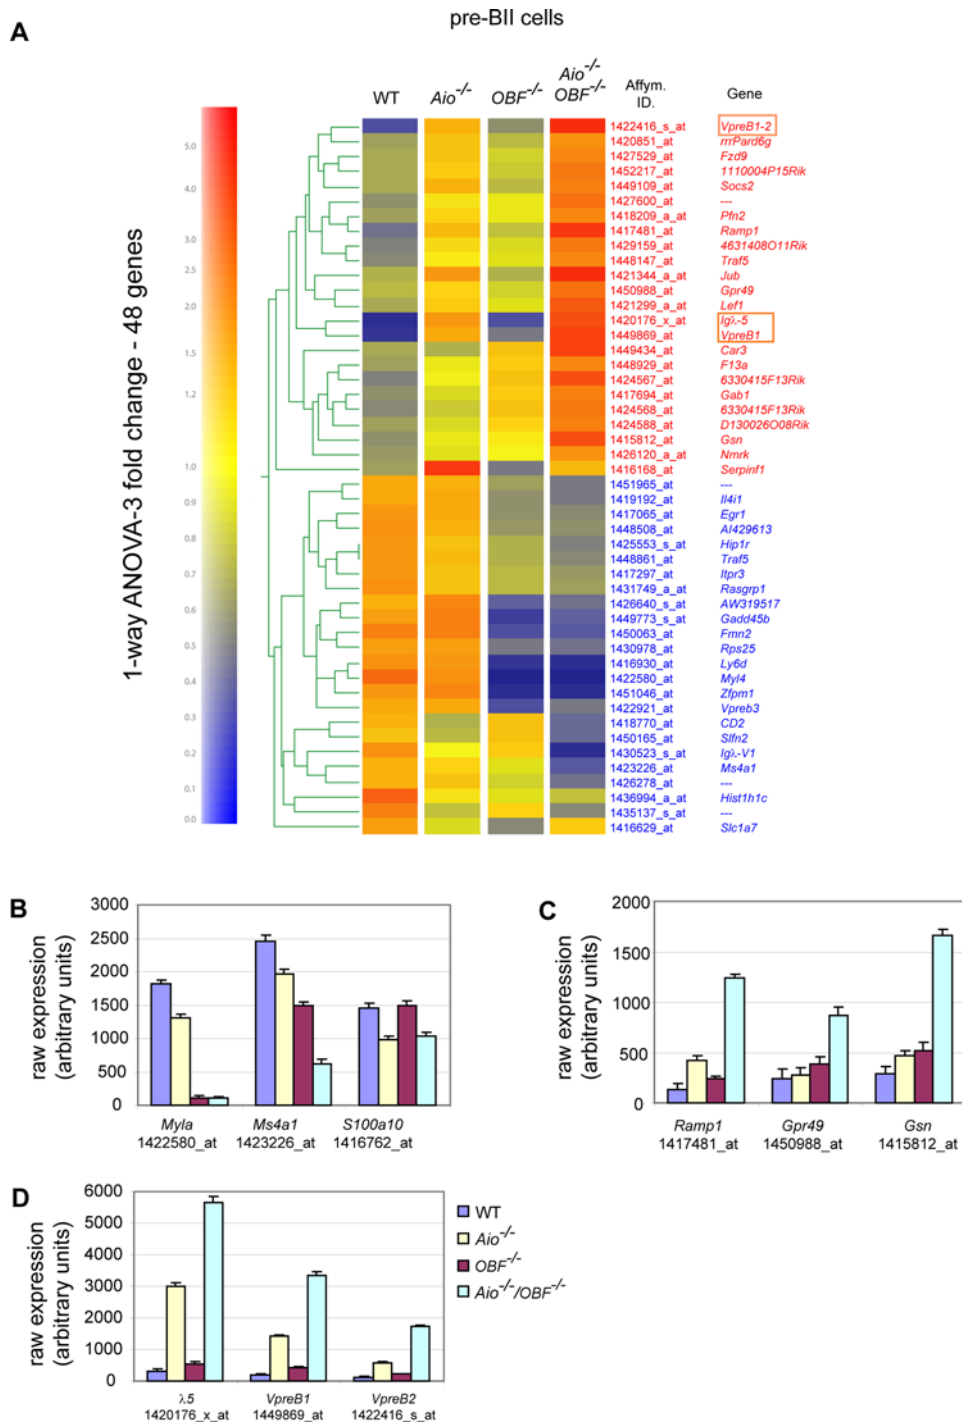 pre-BII cells
A
WT Aio-/- OBF-/- Aio-/- OBF-/- Affym. ID. Gene
1-way ANOVA-3 fold change - 48 genes
5.0
4.0
3.0
2.5
2.0
1.5
1.2
1.0
0.9
0.8
0.7
0.6
0.5
0.4
0.3
0.2
0.1
0.0
1422416_s_at VpreB1-2
1420851_at rrrPard6g
1427529_at Fzd9
1452217_at 1110004P15Rik
1449109_at Socs2
1427600_at ---
1418209_a_at Pfn2
1417481_at Ramp1
1429159_at 4631408O11Rik
1448147_at Traf5
1421344_a_at Jub
1450988_at Gpr49
1421299_a_at Lef1
1420176_x_at Igλ-5
1449869_at VpreB1
1449434_at Car3
1448929_at F13a
1424567_at 6330415F13Rik
1417694_at Gab1
1424568_at 6330415F13Rik
1424588_at D130026O08Rik
1415812_at Gsn
1426120_a_at Nmrk
1416168_at Serpinf1
1451965_at ---
1419192_at Il4i1
1417065_at Egr1
1448508_at AI429613
1425553_s_at Hip1r
1448861_at Traf5
1417297_at Itpr3
1431749_a_at Rasgrp1
1426640_s_at AW319517
1449773_s_at Gadd45b
1450063_at Fmn2
1430978_at Rps25
1416930_at Ly6d
1422580_at Myl4
1451046_at Zfpm1
1422921_at Vpreb3
1418770_at CD2
1450165_at Slfn2
1430523_s_at Igλ-V1
1423226_at Ms4a1
1426278_at ---
1436994_a_at Hist1h1c
1435137_s_at ---
1416629_at Slc1a7
B
raw expression (arbitrary units)
3000
2500
2000
1500
1000
500
0
Myla Ms4a1 S100a10
1422580_at 1423226_at 1416762_at
C
raw expression (arbitrary units)
2000
1500
1000
500
0
Ramp1 Gpr49 Gsn
1417481_at 1450988_at 1415812_at
D
raw expression (arbitrary units)
6000
5000
4000
3000
2000
1000
0
λ5 VpreB1 VpreB2
1420176_x_at 1449869_at 1422416_s_at
WT
Aio-/-
OBF-/-
Aio-/-/OBF-/-